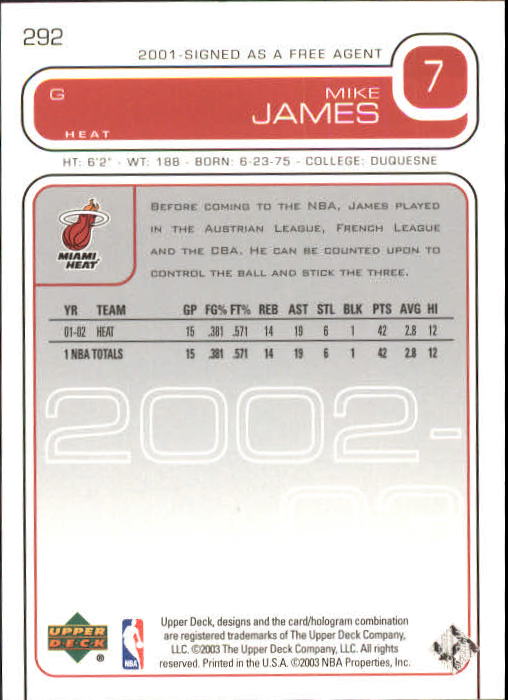 292
2001-SIGNED AS A FREE AGENT
7
G
MIKE
JAMES
HEAT
HT: 6'2" - WT: 188 - BORN: 6-23-75 - COLLEGE: DUQUESNE
BEFORE COMING TO THE NBA, JAMES PLAYED
IN THE AUSTRIAN LEAGUE, FRENCH LEAGUE
AND THE CBA. HE CAN BE COUNTED UPON TO
CONTROL THE BALL AND STICK THE THREE.
MIAMI
HEAT
YR TEAM GP FG% FT% REB AST STL BLK PTS AVG HI
01-02 HEAT 15 .381 .571 14 19 6 1 42 2.8 12
1 NBA TOTALS 15 .381 .571 14 19 6 1 42 2.8 12
2002-
03
UPPER
DECK
®
NBA
Upper Deck, designs and the card/hologram combination
are registered trademarks of The Upper Deck Company,
LLC. ©2003 The Upper Deck Company, LLC. All rights
reserved. Printed in the U.S.A. ©2003 NBA Properties, Inc.